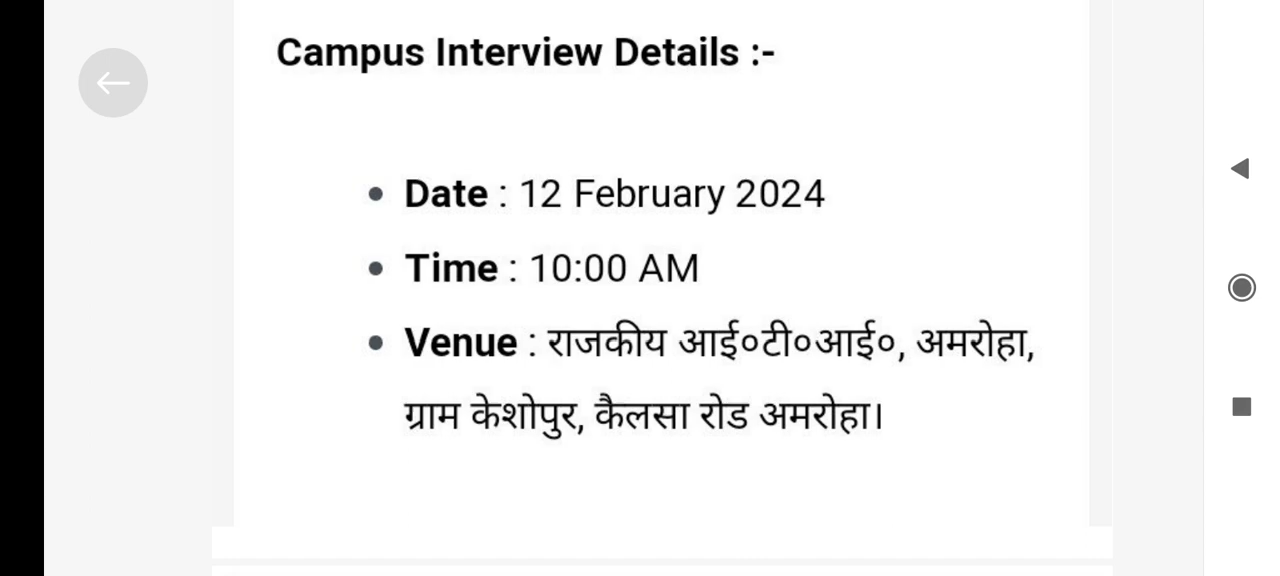 Campus Interview Details :-
Date : 12 February 2024
Time : 10:00 AM
Venue : राजकीय आई०टी०आई०, अमरोहा,
ग्राम केशोपुर, कैलसा रोड अमरोहा।